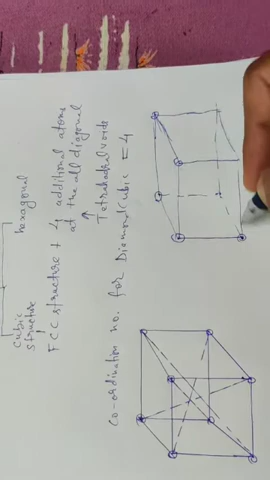 hexagonal
cubic
structure
FCC structure + 4 additional atoms
at the all diagonal
Tetrahedral voids
Co-ordination no. for Diamond Cubic = 4